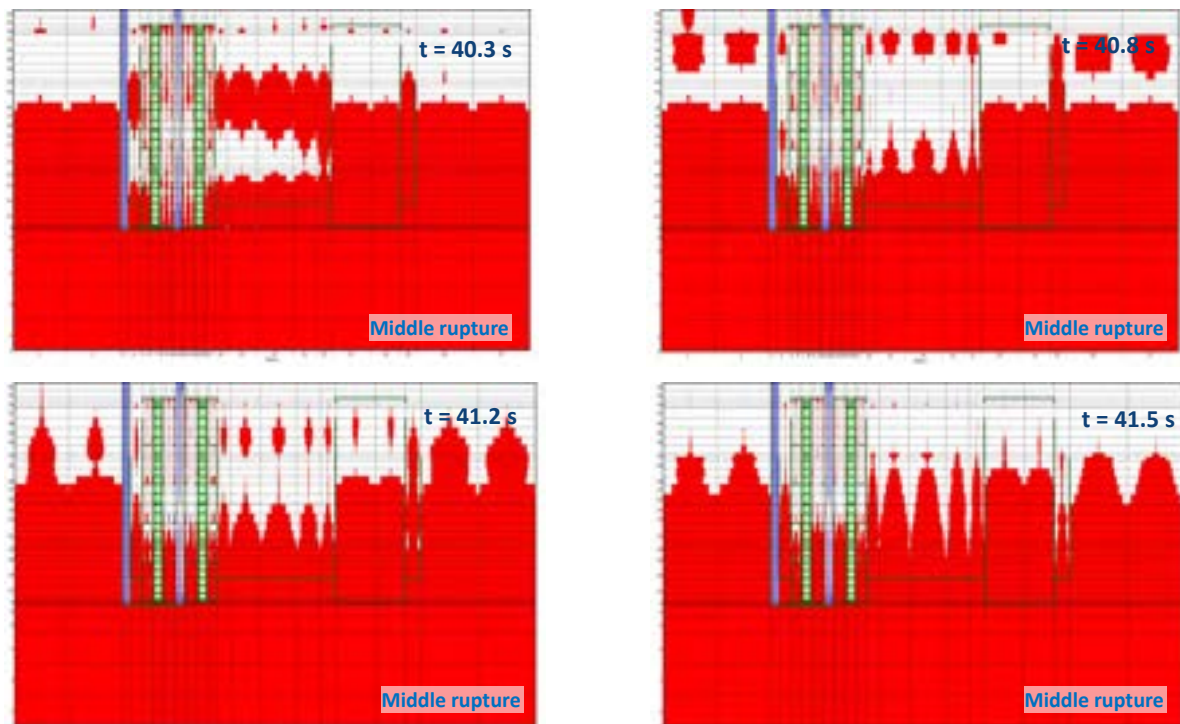 t = 40.3 s
Middle rupture
t = 40.8 s
Middle rupture
t = 41.2 s
Middle rupture
t = 41.5 s
Middle rupture